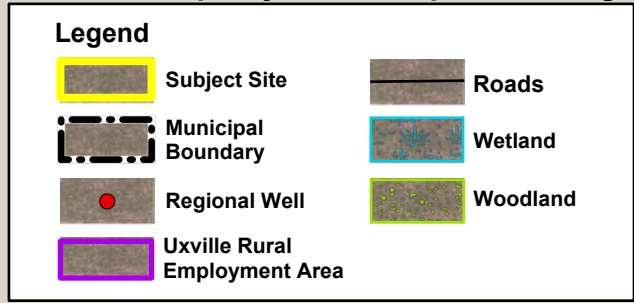 Legend
Subject Site
Municipal
Boundary
Regional Well
Uxville Rural
Employment Area
Roads
Wetland
Woodland